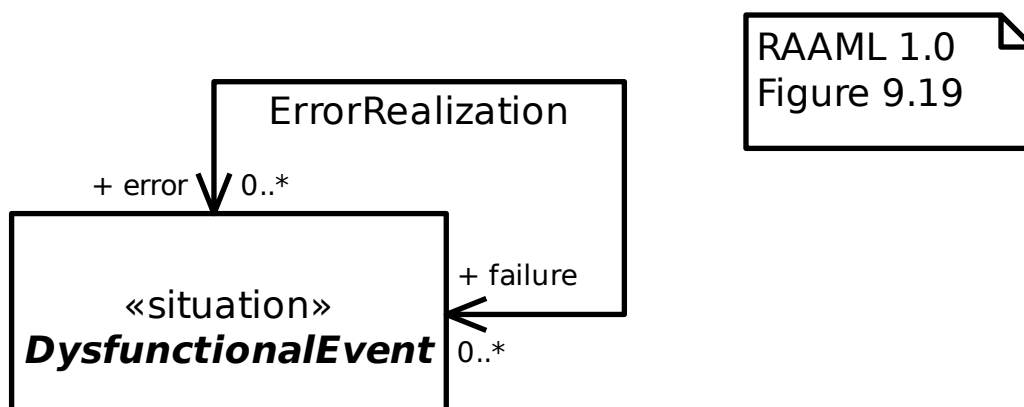 RAAML 1.0
Figure 9.19
ErrorRealization
+ error 0..*
+ failure
«situation»
DysfunctionalEvent
0..*